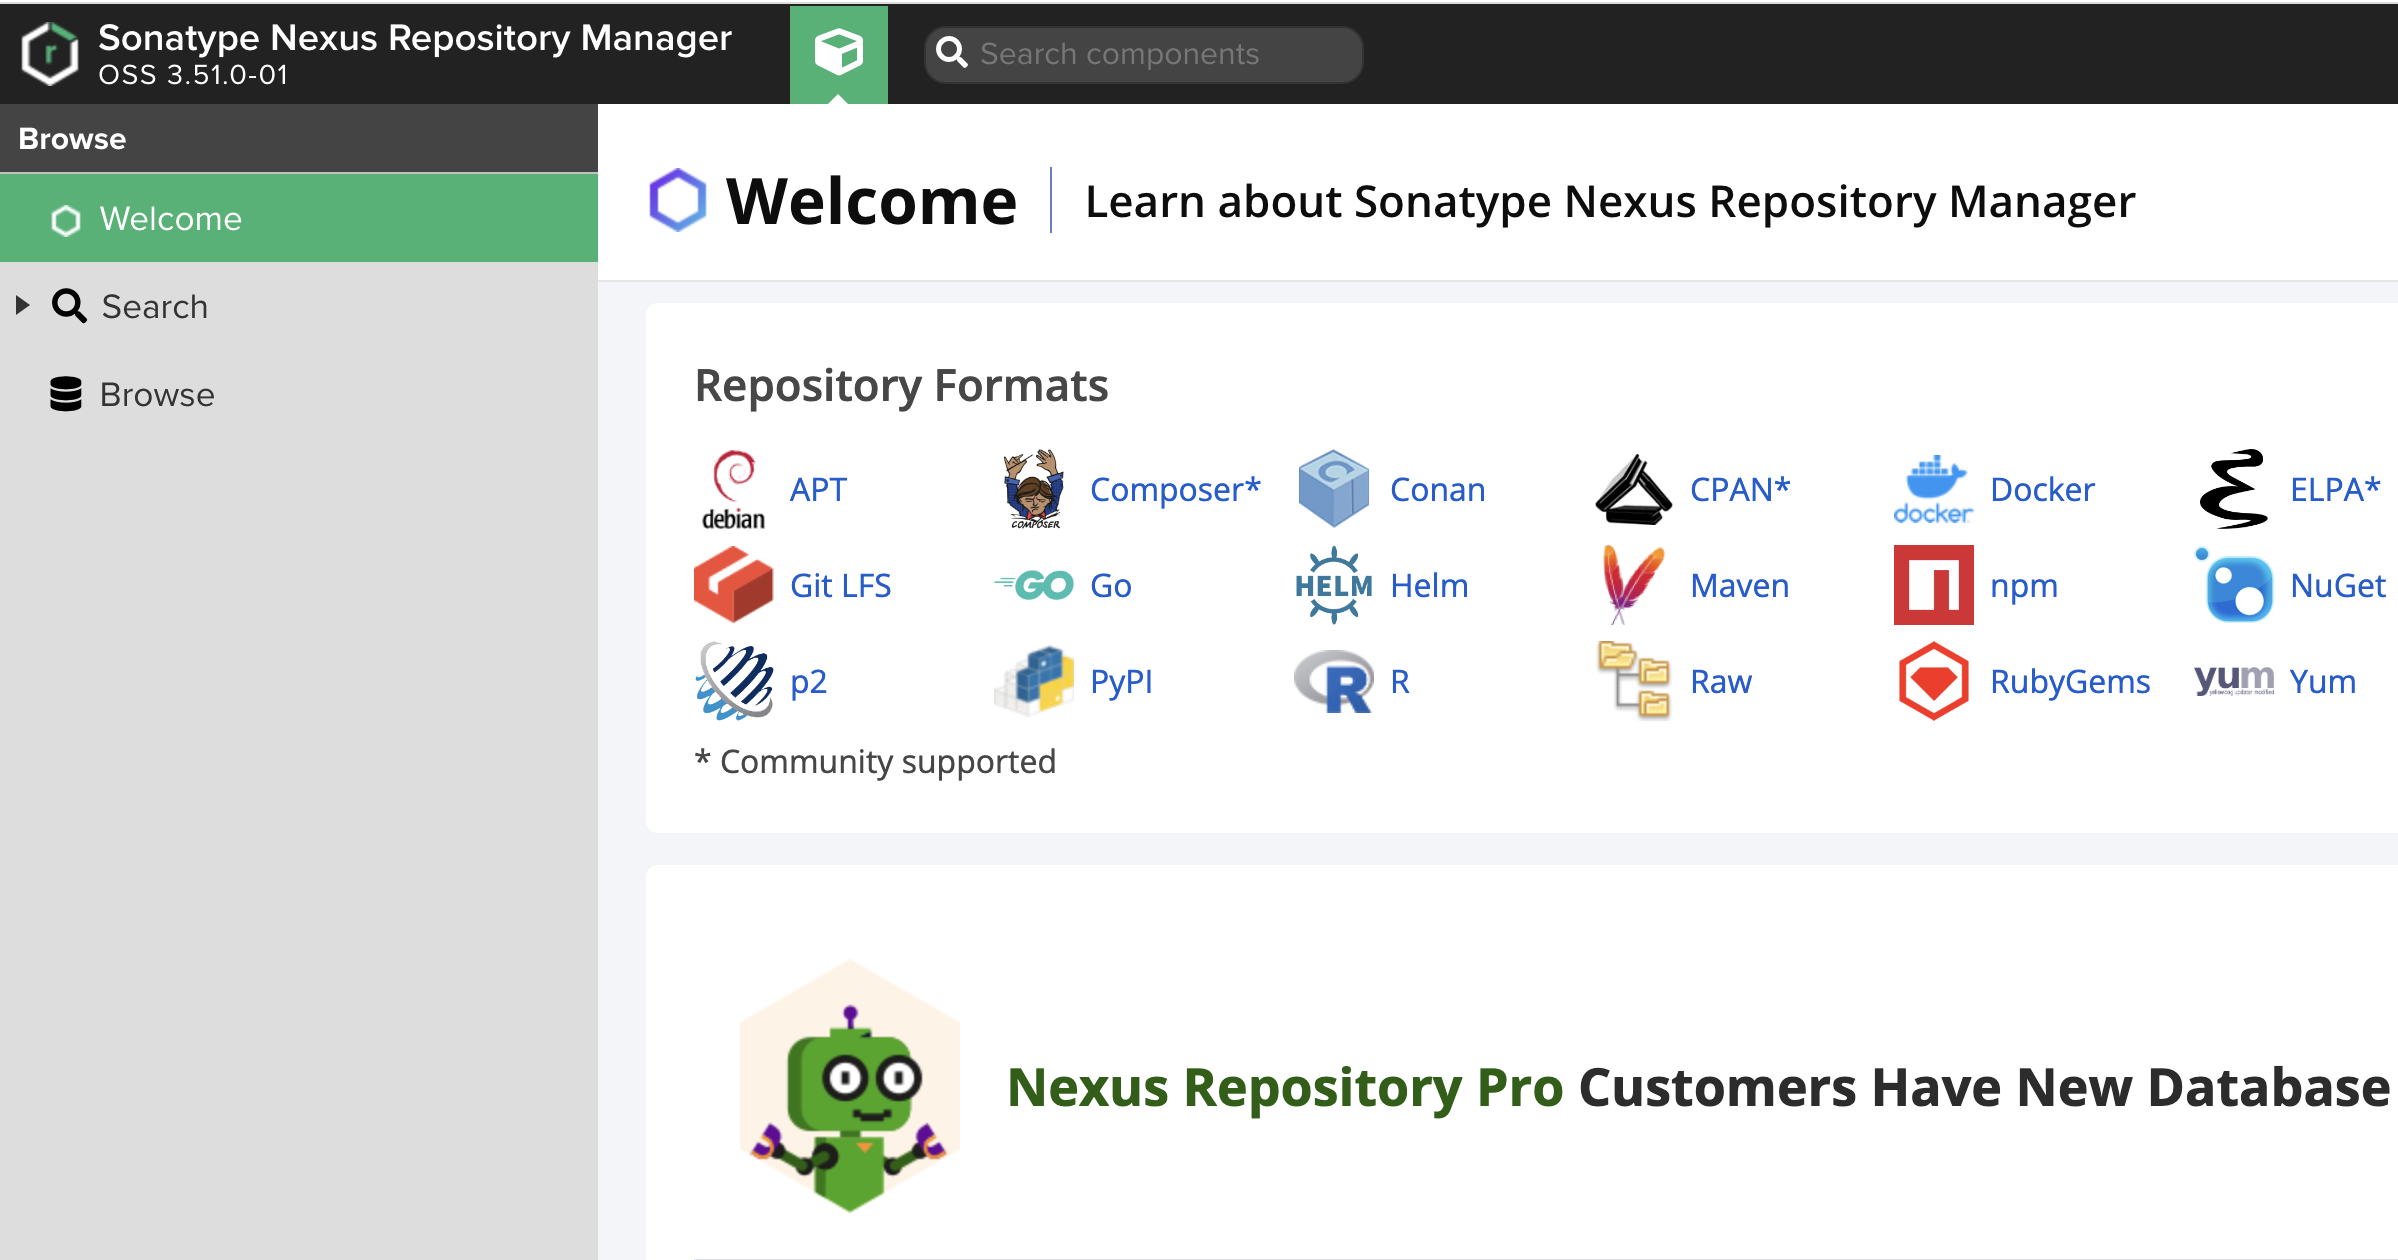 Sonatype Nexus Repository Manager
OSS 3.51.0-01
Search components
Browse
Welcome
Search
Browse
Welcome
Learn about Sonatype Nexus Repository Manager
Repository Formats
debian APT
COMPOSER Composer*
Conan
CPAN*
docker Docker
ELPA*
Git LFS
GO Go
HELM Helm
Maven
npm
NuGet
p2
PyPI
R R
Raw
RubyGems
yum Yum
* Community supported
Nexus Repository Pro Customers Have New Database